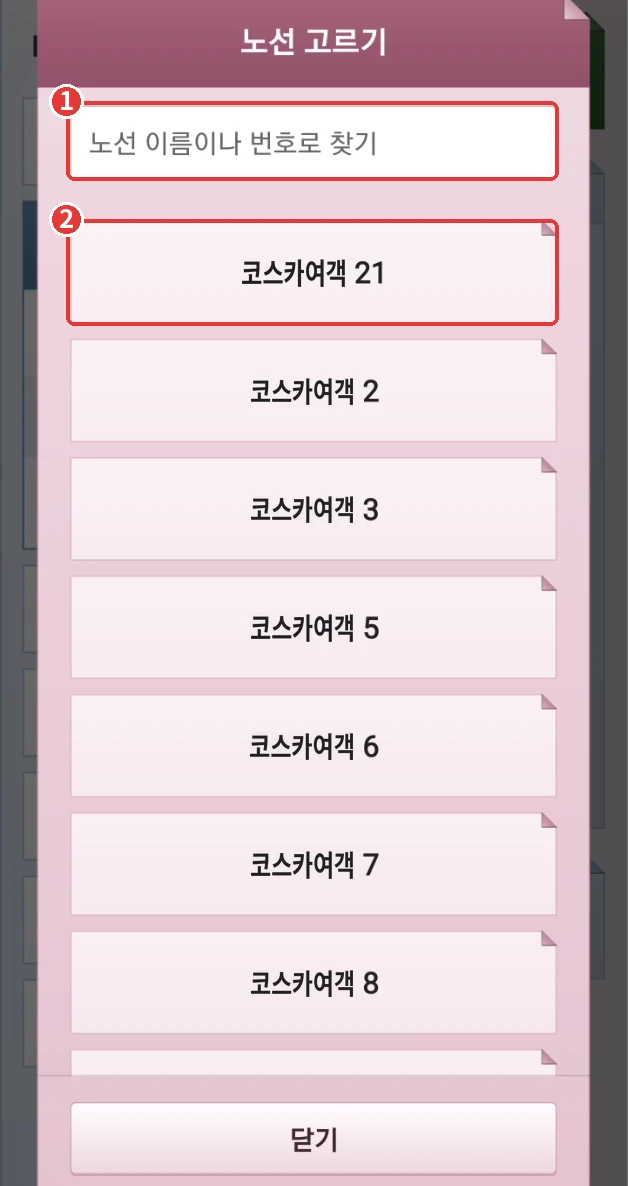 노선 고르기
1
노선 이름이나 번호로 찾기
2
코스카여객 21
코스카여객 2
코스카여객 3
코스카여객 5
코스카여객 6
코스카여객 7
코스카여객 8
닫기